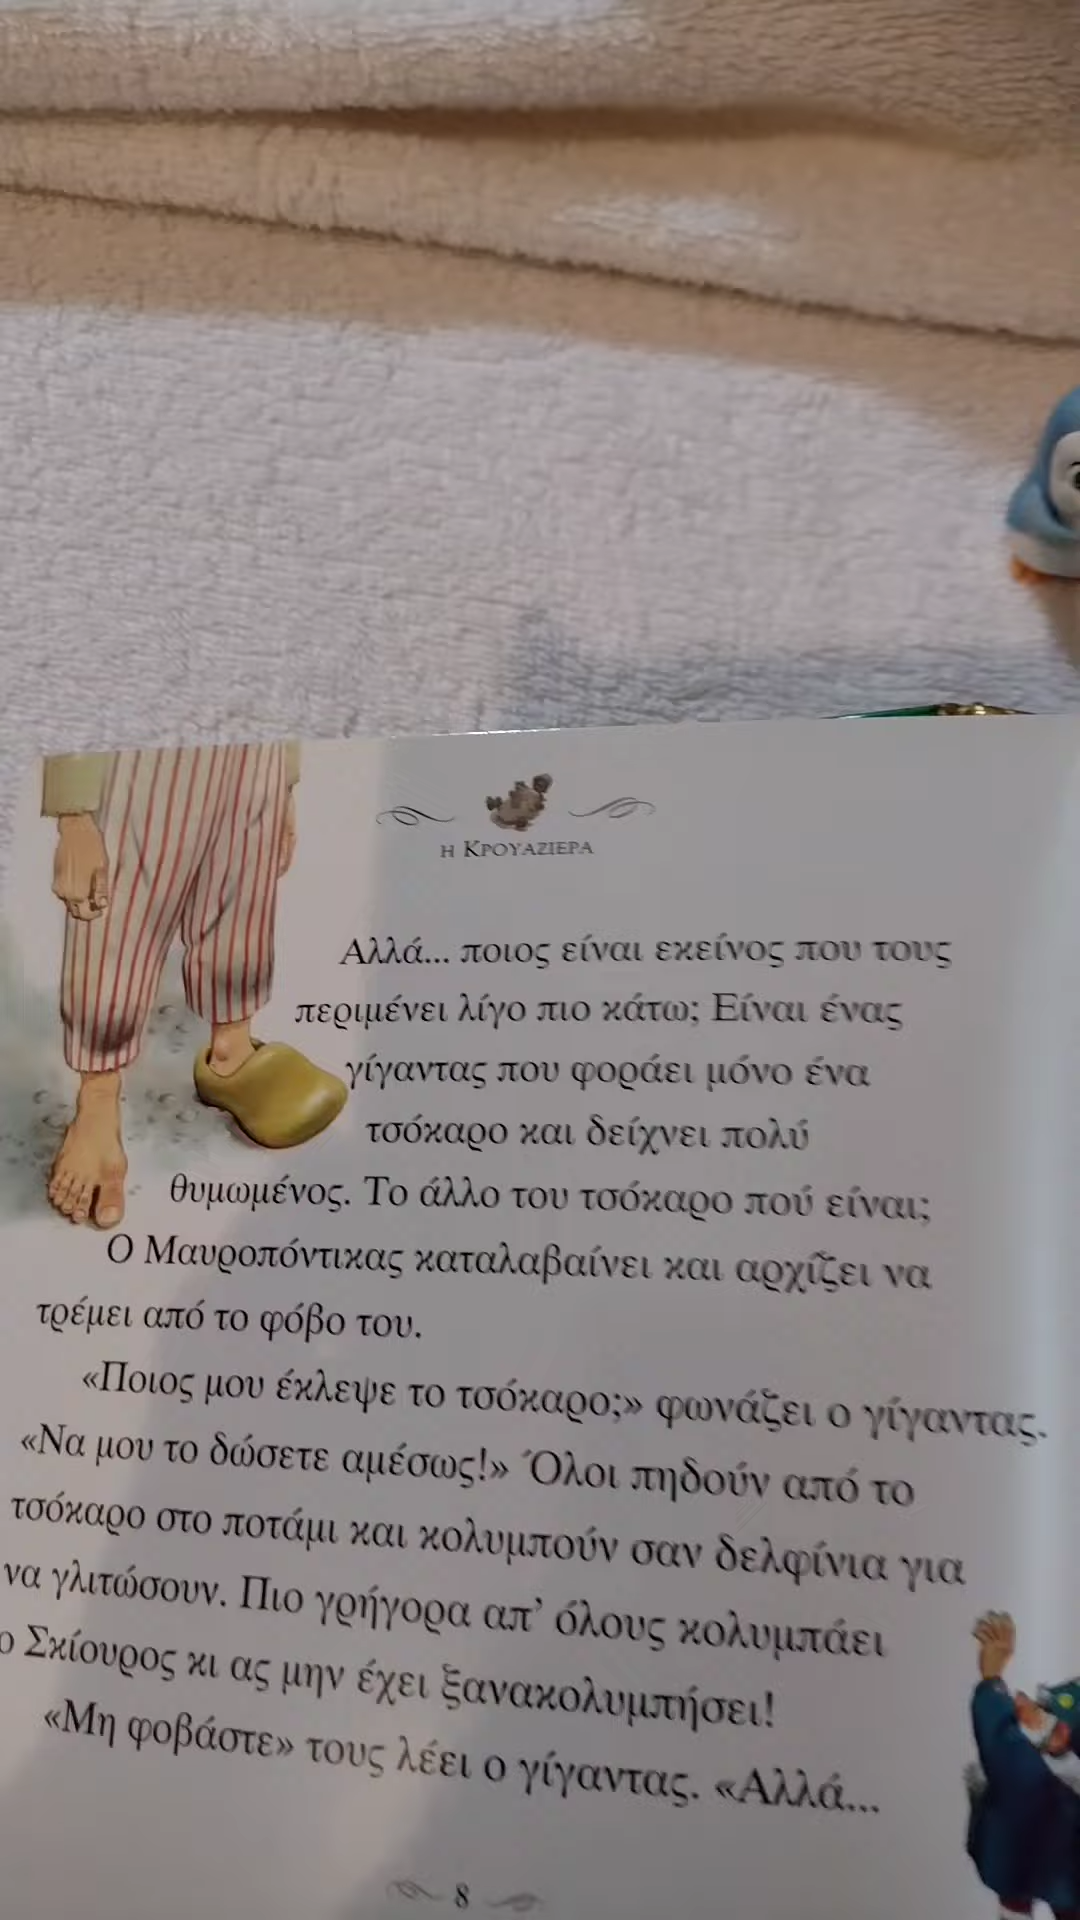 η Κρουαζιερα
Αλλά... ποιος είναι εκείνος που τους
περιμένει λίγο πιο κάτω; Είναι ένας
γίγαντας που φοράει μόνο ένα
τσόκαρο και δείχνει πολύ
θυμωμένος. Το άλλο του τσόκαρο πού είναι;
Ο Μαυροπόντικας καταλαβαίνει και αρχίζει να
τρέμει από το φόβο του.
«Ποιος μου έκλεψε το τσόκαρο;» φωνάζει ο γίγαντας.
«Να μου το δώσετε αμέσως!» Όλοι πηδούν από το
τσόκαρο στο ποτάμι και κολυμπούν σαν δελφίνια για
να γλιτώσουν. Πιο γρήγορα απ’ όλους κολυμπάει
ο Σκίουρος κι ας μην έχει ξανακολυμπήσει!
«Μη φοβάστε» τους λέει ο γίγαντας. «Αλλά...
8